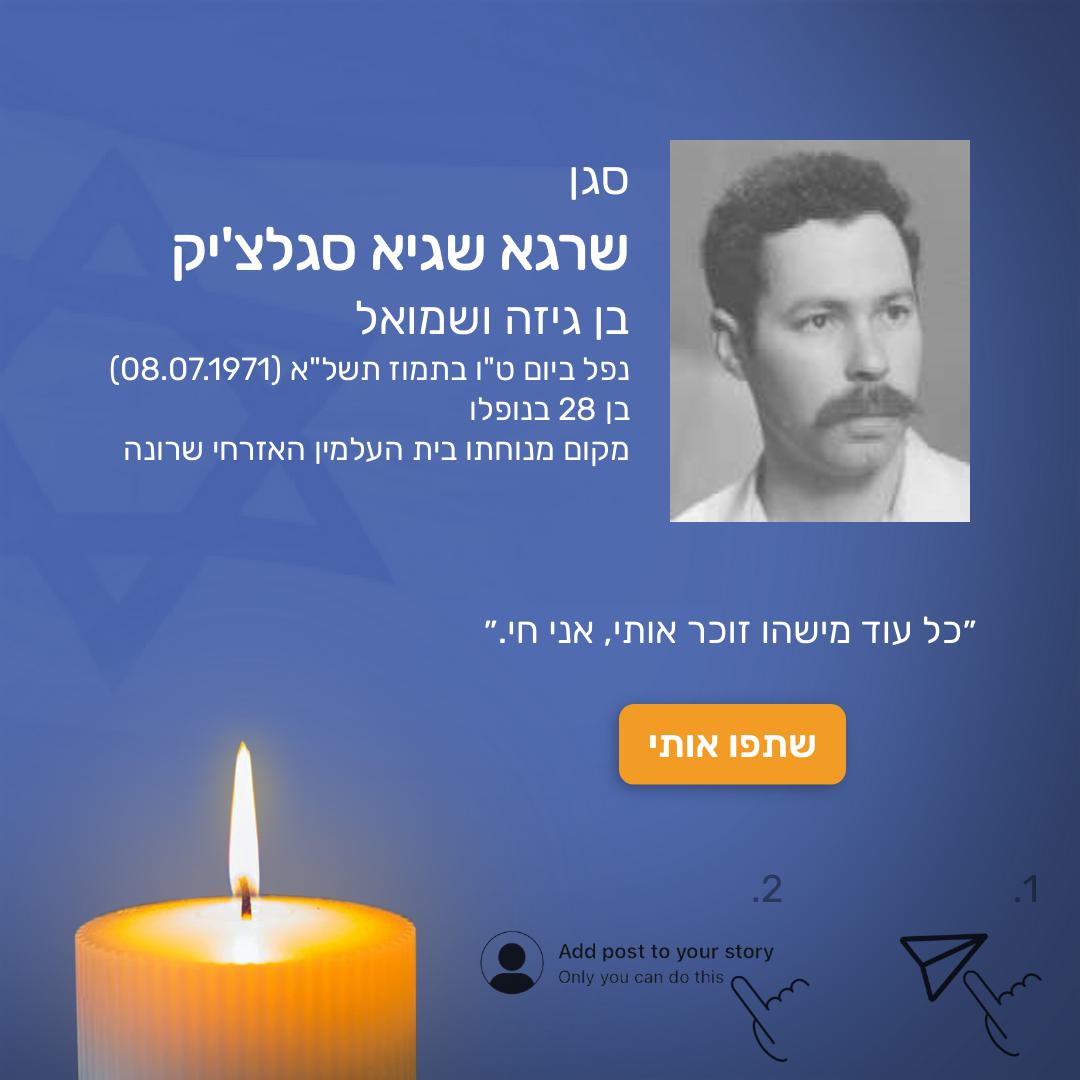 סגן
שרגא שגיא סגלצ'יק
בן גיזה ושמואל
נפל ביום ט"ו בתמוז תשל"א (08.07.1971)
בן 28 בנופלו
מקום מנוחתו בית העלמין האזרחי שרונה
״כל עוד מישהו זוכר אותי, אני חי.״
שתפו אותי
1.
2.
Add post to your story
Only you can do this